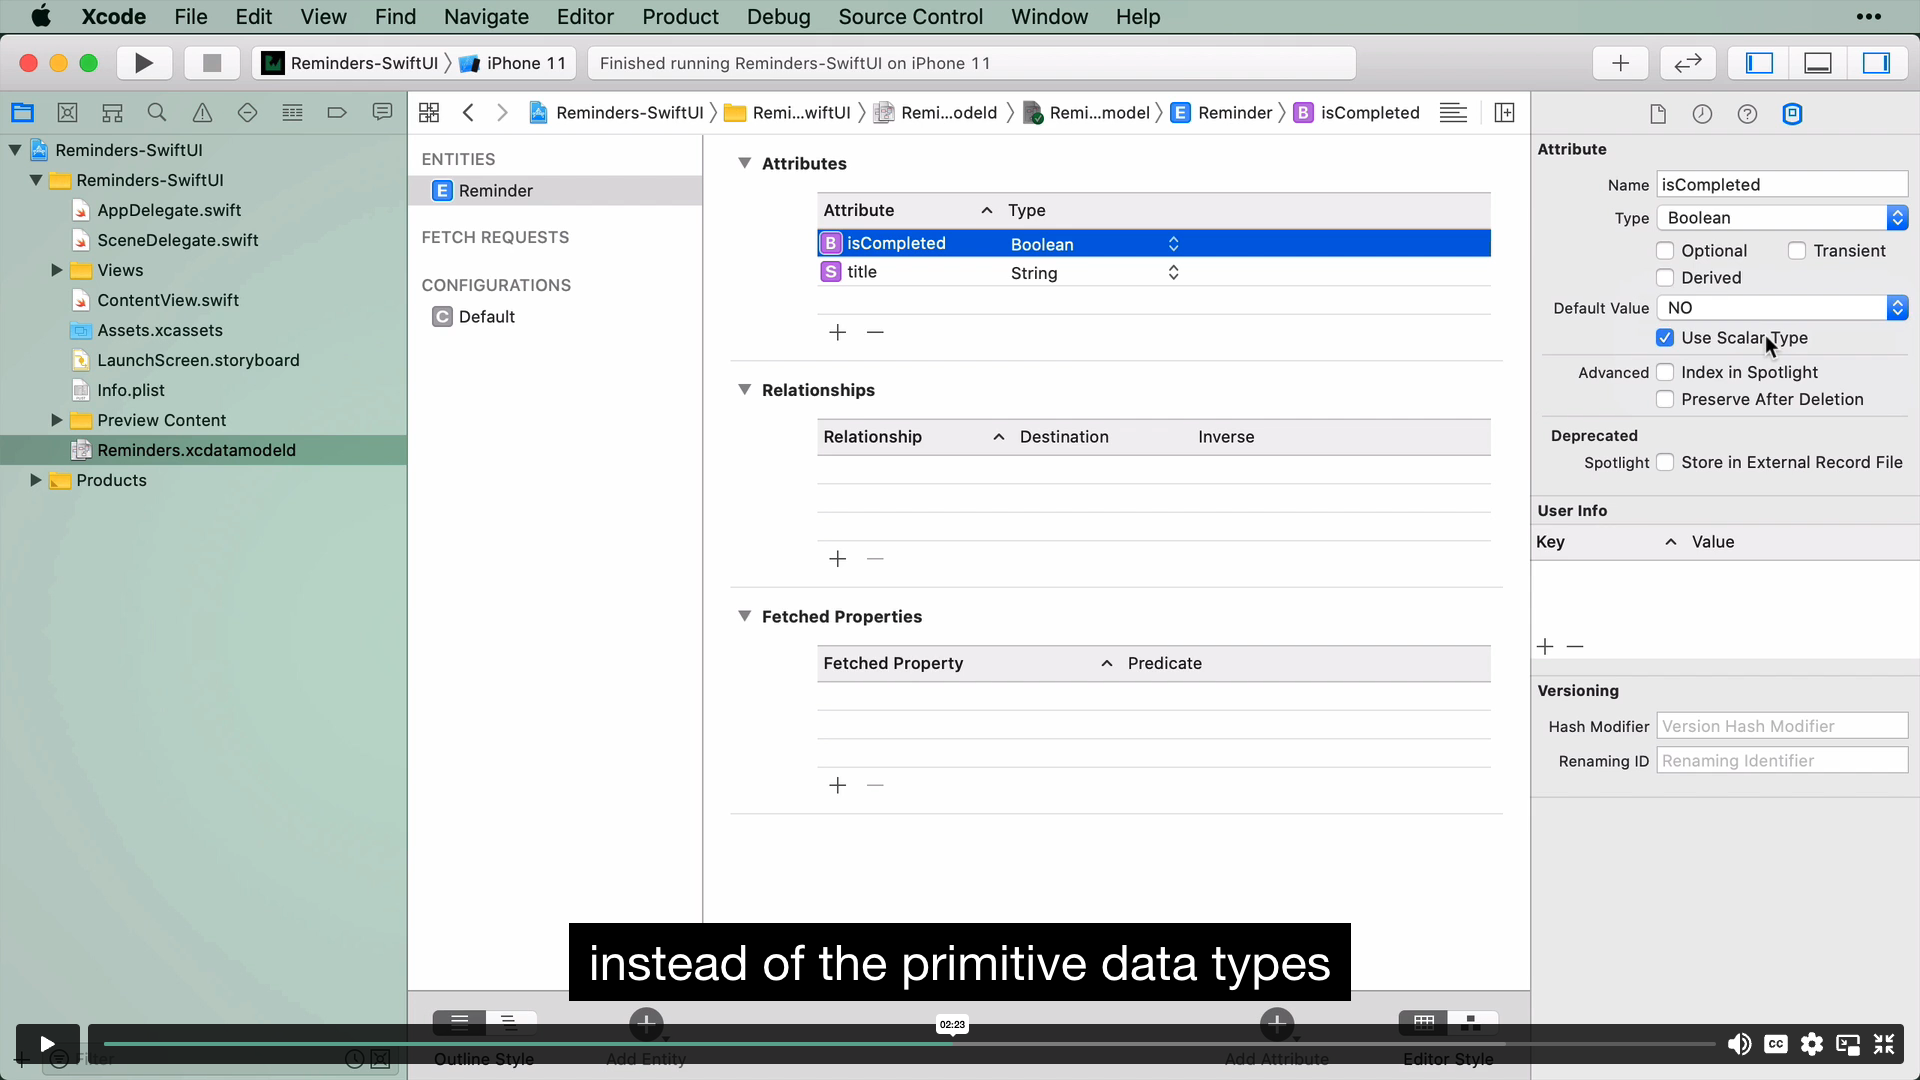 Xcode File Edit View Find Navigate Editor Product Debug Source Control Window Help
Reminders-SwiftUI iPhone 11
Finished running Reminders-SwiftUI on iPhone 11
Reminders-SwiftUI Remi...wiftUI Remi...odeld Remi...model E Reminder B isCompleted
Reminders-SwiftUI
Reminders-SwiftUI
AppDelegate.swift
SceneDelegate.swift
Views
ContentView.swift
Assets.xcassets
LaunchScreen.storyboard
Info.plist
Preview Content
Reminders.xcdatamodeld
Products
Filter
ENTITIES
E Reminder
FETCH REQUESTS
CONFIGURATIONS
C Default
Attributes
Attribute Type
B isCompleted Boolean
S title String
Relationships
Relationship Destination Inverse
Fetched Properties
Fetched Property Predicate
Attribute
Name isCompleted
Type Boolean
Optional Transient
Derived
Default Value NO
Use Scalar Type
Advanced Index in Spotlight
Preserve After Deletion
Deprecated
Spotlight Store in External Record File
User Info
Key Value
Versioning
Hash Modifier Version Hash Modifier
Renaming ID Renaming Identifier
instead of the primitive data types
02:23
CC
Outline Style Add Entity Add Attribute Editor Style